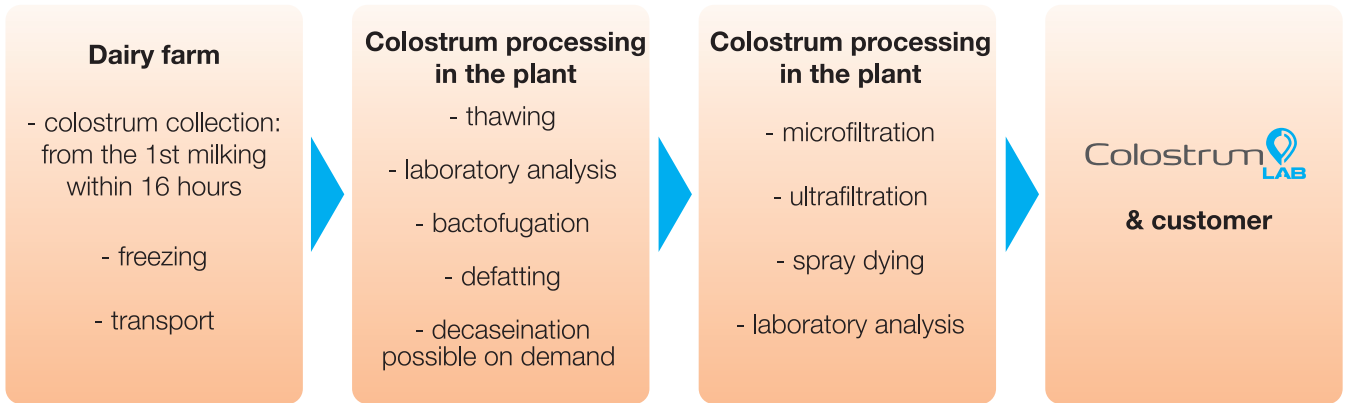 Dairy farm
- colostrum collection:
from the 1st milking
within 16 hours
- freezing
- transport
Colostrum processing
in the plant
- thawing
- laboratory analysis
- bactofugation
- defatting
- decaseination
possible on demand
Colostrum processing
in the plant
- microfiltration
- ultrafiltration
- spray dying
- laboratory analysis
Colostrum
LAB
& customer